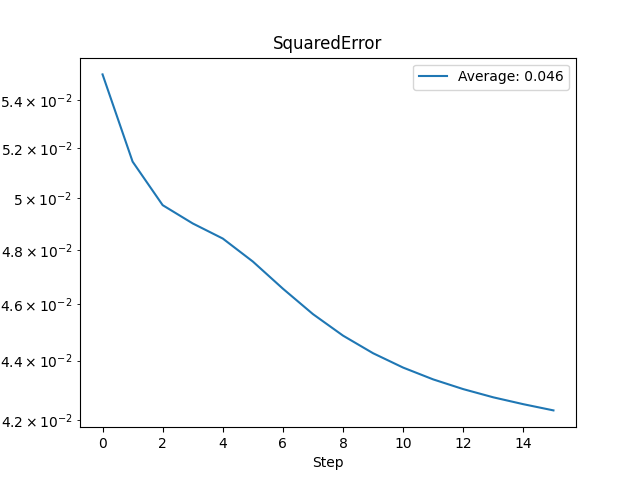 SquaredError
Average: 0.046
5.4 × 10⁻²
5.2 × 10⁻²
5 × 10⁻²
4.8 × 10⁻²
4.6 × 10⁻²
4.4 × 10⁻²
4.2 × 10⁻²
0 2 4 6 8 10 12 14
Step